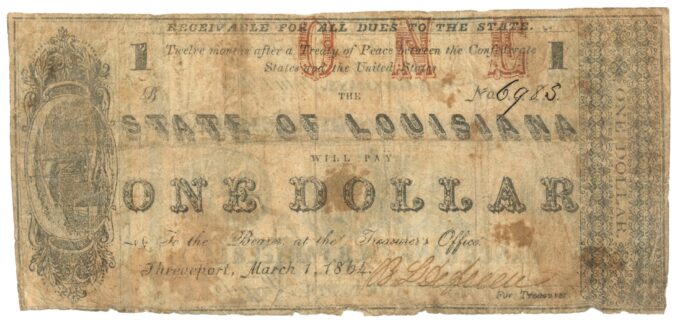 RECEIVABLE FOR ALL DUES TO THE STATE.
ONE
1 Twelve months after a Treaty of Peace between the Confederate 1
States and the United States
B THE No. 6985
STATE OF LOUISIANA
WILL PAY
ONE DOLLAR
To the Bearer, at the Treasurer's Office.
Shreveport, March 1, 1864
For Treasurer
ONE DOLLAR